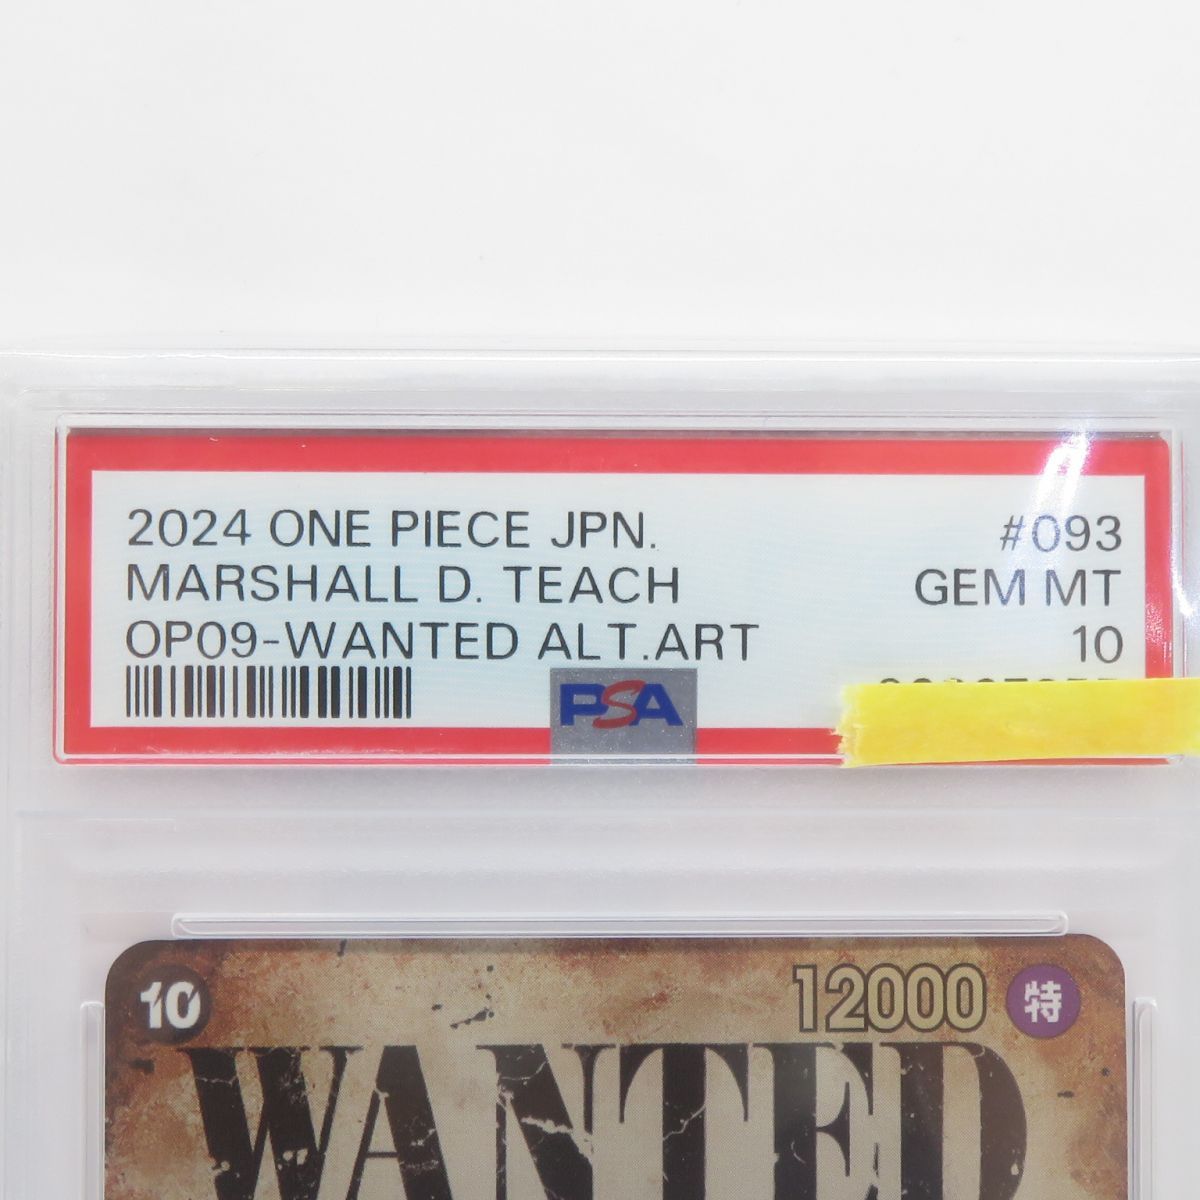 2024 ONE PIECE JPN.
#093
MARSHALL D. TEACH
GEM MT
OP09-WANTED ALT.ART
10
PSA
10
12000
特
WANTED